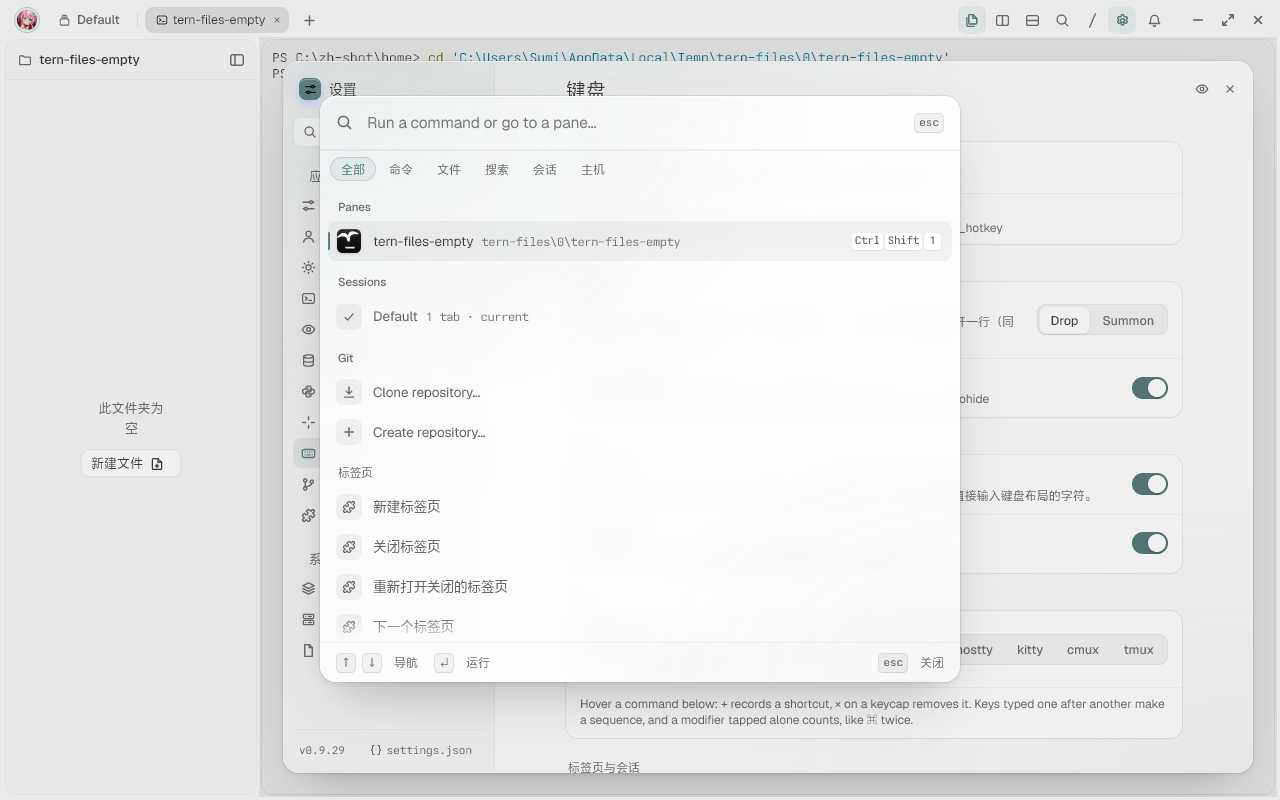 Default
tern-files-empty
tern-files-empty
PS C:\zh-shot\home> cd 'C:\Users\Sumi\AppData\Local\Temp\tern-files\0\tern-files-empty'
PS
设置
键盘
Run a command or go to a pane...
esc
全部
命令
文件
搜索
会话
主机
Panes
tern-files-empty tern-files\0\tern-files-empty
Ctrl Shift 1
_hotkey
Sessions
Default 1 tab · current
行（同
Drop
Summon
Git
Clone repository...
Create repository...
此文件夹为
空
新建文件
标签页
新建标签页
关闭标签页
重新打开关闭的标签页
下一个标签页
接输入键盘布局的字符。
kitty
cmux
tmux
↑ ↓ 导航
运行
esc 关闭
Hover a command below: + records a shortcut, × on a keycap removes it. Keys typed one after another make
a sequence, and a modifier tapped alone counts, like ⌘ twice.
v0.9.29
{} settings.json
标签页与会话